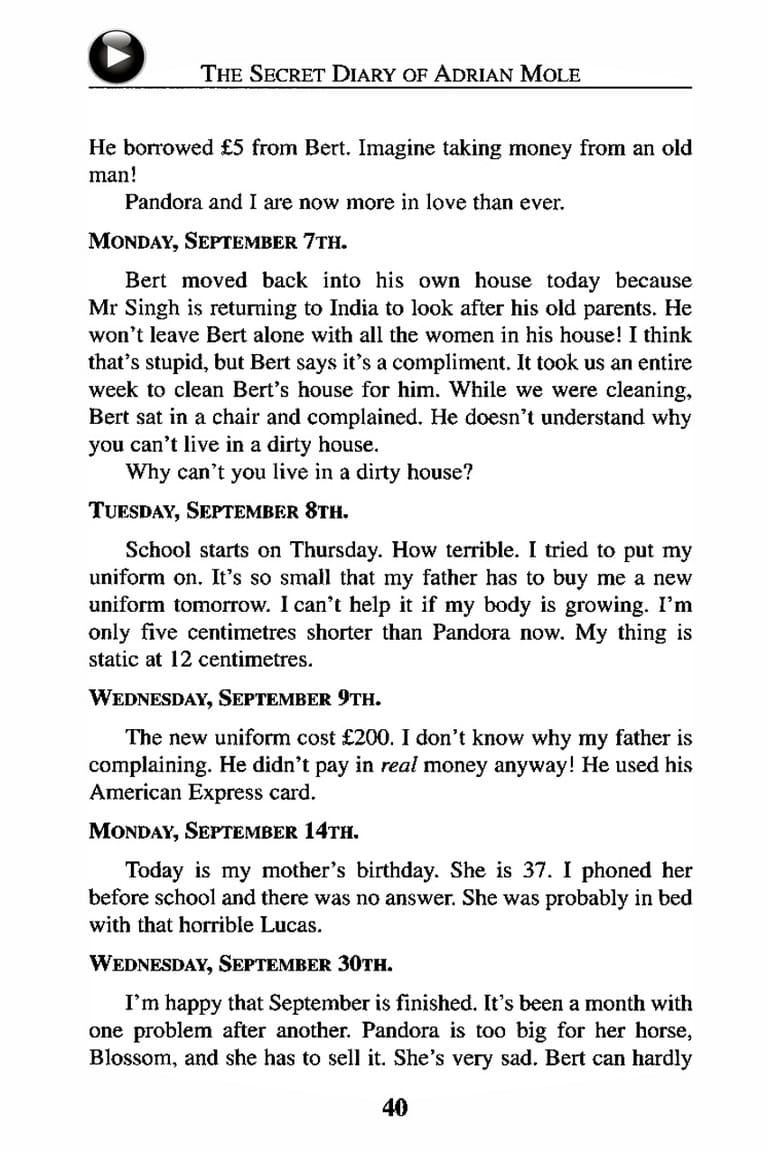 THE SECRET DIARY OF ADRIAN MOLE
He borrowed £5 from Bert. Imagine taking money from an old
man!
Pandora and I are now more in love than ever.
MONDAY, SEPTEMBER 7TH.
Bert moved back into his own house today because
Mr Singh is returning to India to look after his old parents. He
won't leave Bert alone with all the women in his house! I think
that's stupid, but Bert says it's a compliment. It took us an entire
week to clean Bert's house for him. While we were cleaning,
Bert sat in a chair and complained. He doesn't understand why
you can't live in a dirty house.
Why can't you live in a dirty house?
TUESDAY, SEPTEMBER 8TH.
School starts on Thursday. How terrible. I tried to put my
uniform on. It's so small that my father has to buy me a new
uniform tomorrow. I can't help it if my body is growing. I'm
only five centimetres shorter than Pandora now. My thing is
static at 12 centimetres.
WEDNESDAY, SEPTEMBER 9TH.
The new uniform cost £200. I don't know why my father is
complaining. He didn't pay in real money anyway! He used his
American Express card.
MONDAY, SEPTEMBER 14TH.
Today is my mother's birthday. She is 37. I phoned her
before school and there was no answer. She was probably in bed
with that horrible Lucas.
WEDNESDAY, SEPTEMBER 30TH.
I'm happy that September is finished. It's been a month with
one problem after another. Pandora is too big for her horse,
Blossom, and she has to sell it. She's very sad. Bert can hardly
40